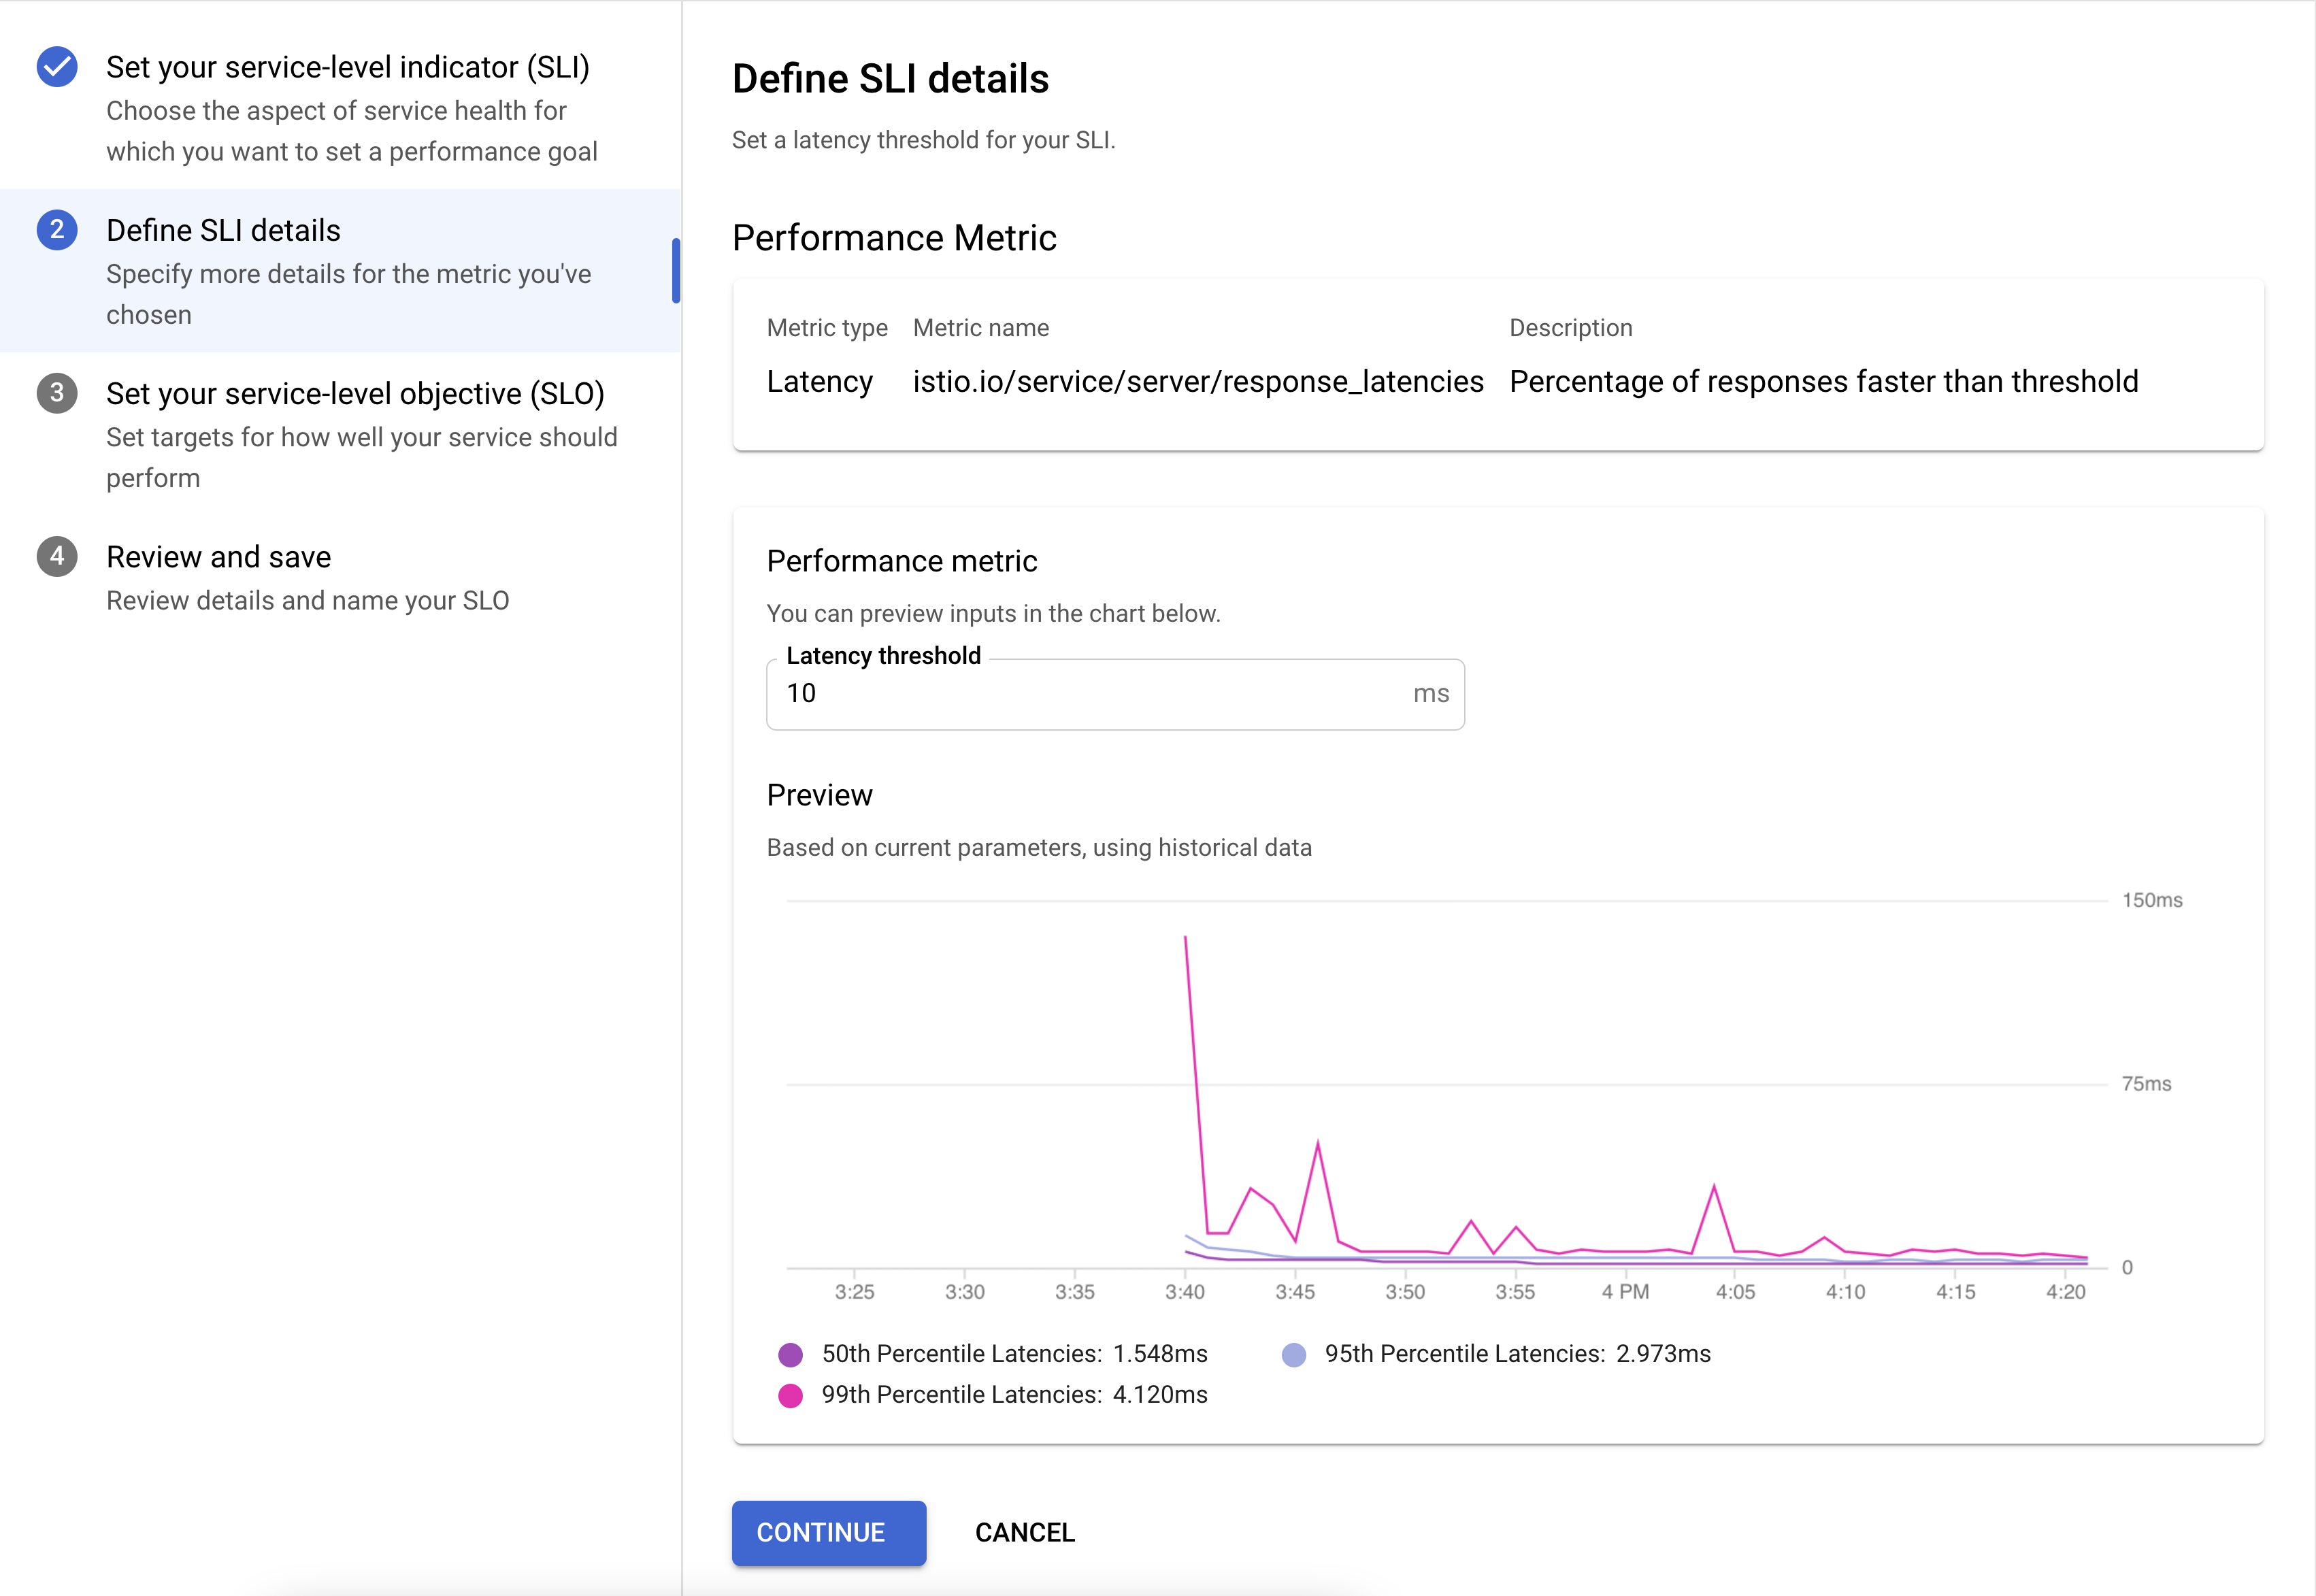 Set your service-level indicator (SLI)
Choose the aspect of service health for
which you want to set a performance goal
2
Define SLI details
Specify more details for the metric you've
chosen
3
Set your service-level objective (SLO)
Set targets for how well your service should
perform
4
Review and save
Review details and name your SLO
Define SLI details
Set a latency threshold for your SLI.
Performance Metric
Metric type Metric name Description
Latency istio.io/service/server/response_latencies Percentage of responses faster than threshold
Performance metric
You can preview inputs in the chart below.
Latency threshold
10 ms
Preview
Based on current parameters, using historical data
150ms
75ms
0
3:25 3:30 3:35 3:40 3:45 3:50 3:55 4 PM 4:05 4:10 4:15 4:20
50th Percentile Latencies: 1.548ms 95th Percentile Latencies: 2.973ms
99th Percentile Latencies: 4.120ms
CONTINUE CANCEL